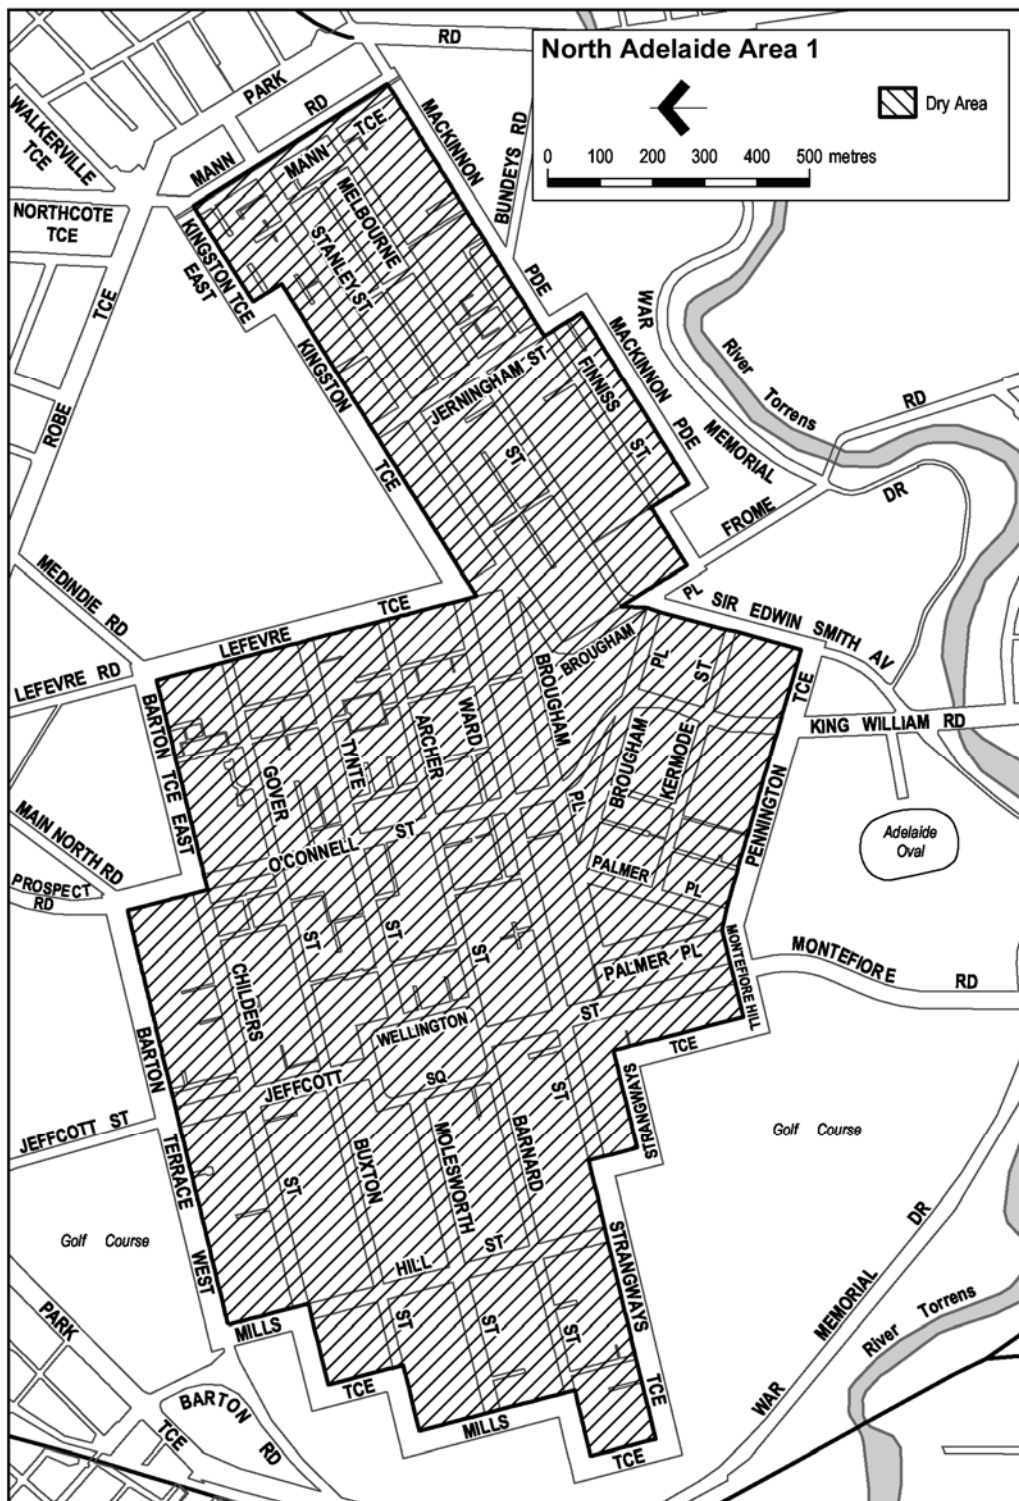 RD
North Adelaide Area 1
Dry Area
0 100 200 300 400 500 metres
PARK
RD
MANN
WALKERVILLE
TCE
NORTHCOTE
TCE
MACKINNON
PDE
BUNDEYS RD
MANN TCE
MELBOURNE
ST
STANLEY ST
KINGSTON TCE
EAST
KINGSTON
TCE
ROBE
TCE
JERNINGHAM ST
FINNISS
ST
MACKINNON PDE
WAR
MEMORIAL
DR
River
Torrens
RD
FROME
MEDINDIE RD
LEFEVRE
TCE
LEFEVRE RD
PL
SIR EDWIN SMITH AV
BROUGHAM
PL
ST
BROUGHAM
PL
BROUGHAM
KERMODE
TCE
PENNINGTON
KING WILLIAM RD
BARTON TCE EAST
GOVER
TYNTE
ARCHER
WARD
O'CONNELL
ST
MAIN NORTH RD
PROSPECT
RD
Adelaide
Oval
PALMER
PL
ST
ST
ST
PALMER PL
MONTEFIORE HILL
MONTEFIORE
RD
CHILDERS
WELLINGTON
SQ
ST
TCE
BARTON
TERRACE
WEST
JEFFCOTT
JEFFCOTT ST
ST
BUXTON
MOLESWORTH
BARNARD
ST
STRANGWAYS
Golf Course
Golf Course
HILL
ST
STRANGWAYS
TCE
MILLS
TCE
ST
ST
ST
MILLS
TCE
PARK
TCE
BARTON
RD
WAR
MEMORIAL
DR
River Torrens